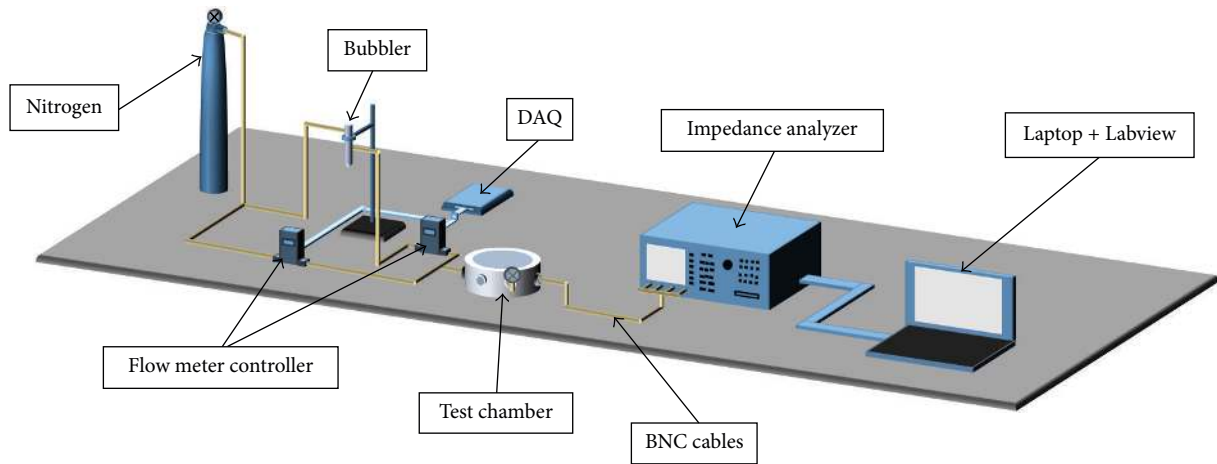 Bubbler
Nitrogen
DAQ
Impedance analyzer
Laptop + Labview
Flow meter controller
Test chamber
BNC cables